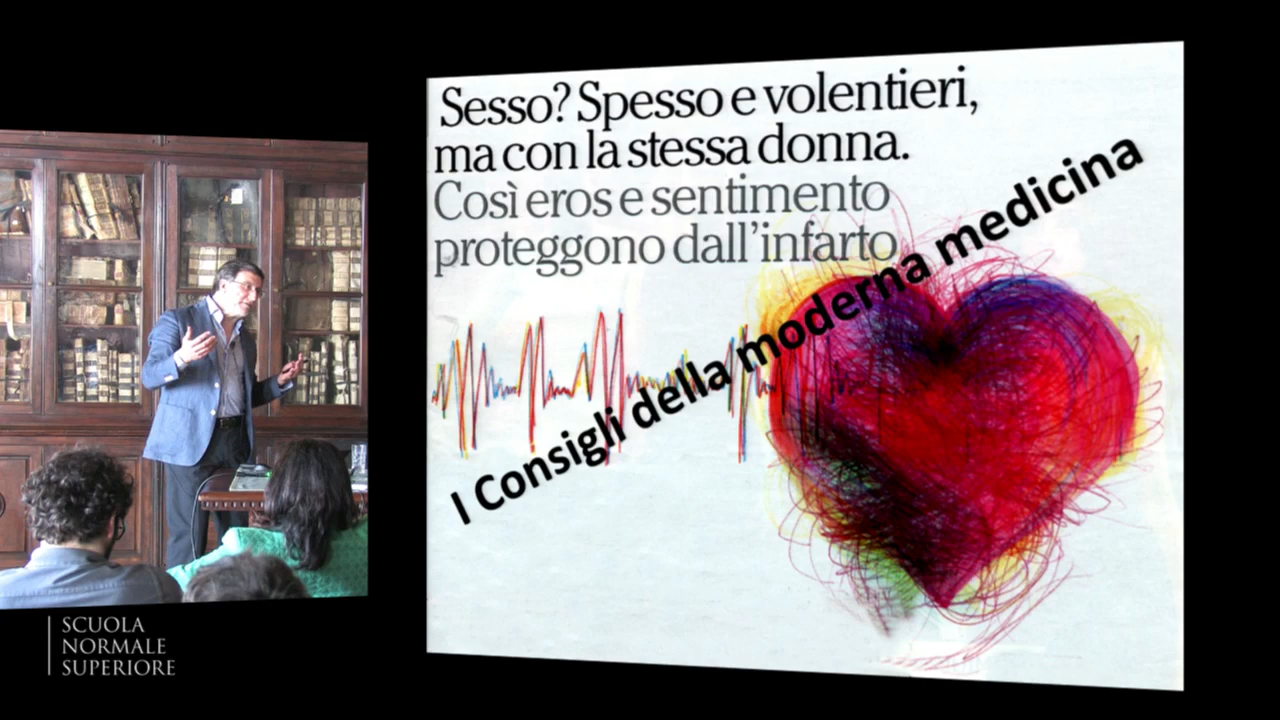 Sesso? Spesso e volentieri,
ma con la stessa donna.
Così eros e sentimento
proteggono dall'infarto
I Consigli della moderna medicina
SCUOLA
NORMALE
SUPERIORE